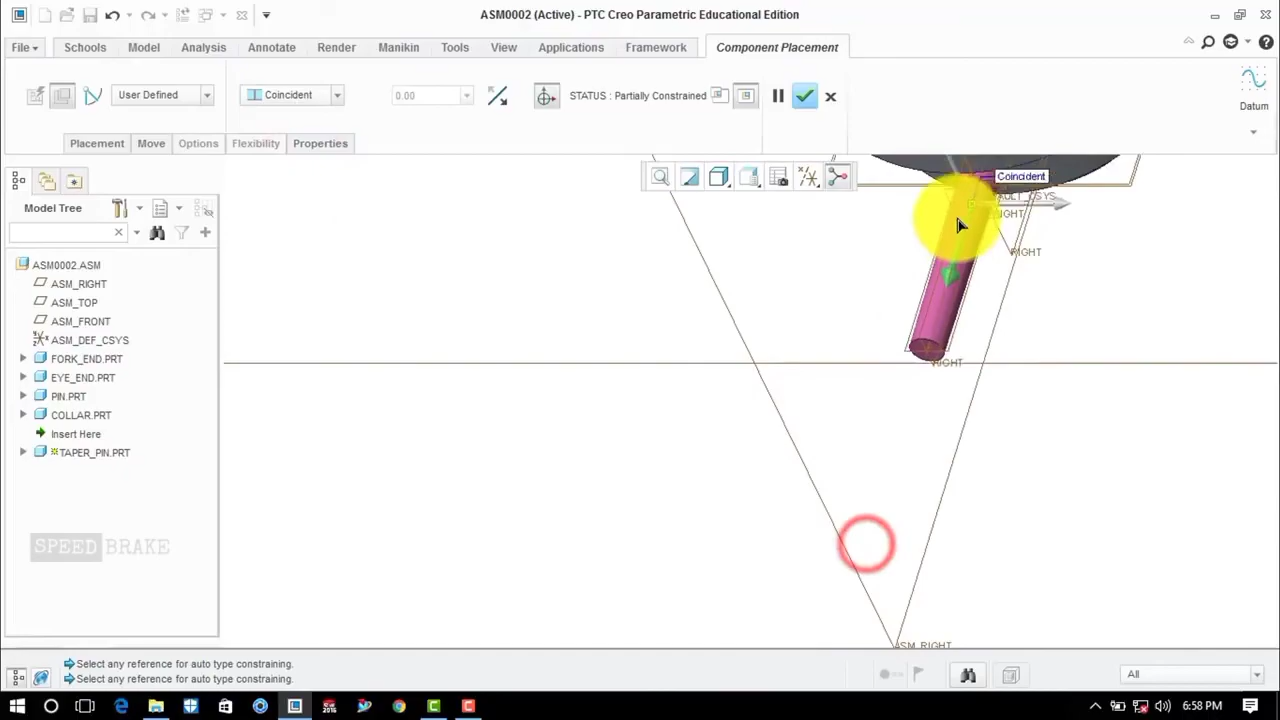 ASM0002 (Active) - PTC Creo Parametric Educational Edition
File Schools Model Analysis Annotate Render Manikin Tools View Applications Framework Component Placement
User Defined Coincident 0.00 STATUS : Partially Constrained
Datum
Placement Move Options Flexibility Properties
Coincident
Model Tree
RIGHT
RIGHT
ASM0002.ASM
ASM_RIGHT
ASM_TOP
ASM_FRONT
ASM_DEF_CSYS
FORK_END.PRT
RIGHT
EYE_END.PRT
PIN.PRT
COLLAR.PRT
Insert Here
TAPER_PIN.PRT
SPEED BRAKE
ASM_RIGHT
Select any reference for auto type constraining.
Select any reference for auto type constraining.
All
6:58 PM